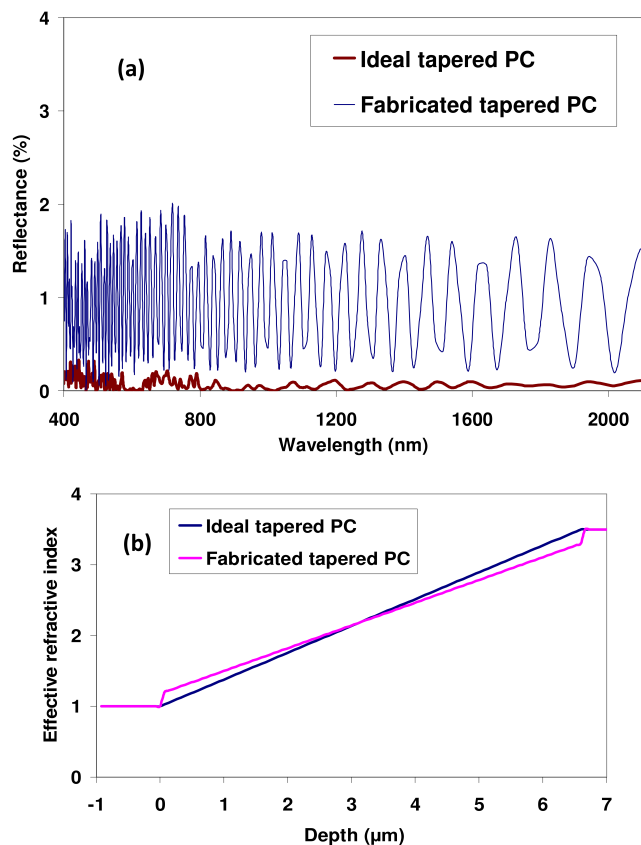 4
(a)
Ideal tapered PC
Fabricated tapered PC
3
Reflectance (%)
2
1
0
400 800 1200 1600 2000
Wavelength (nm)
4
(b)
Ideal tapered PC
Fabricated tapered PC
3
Effective refractive index
2
1
0
-1 0 1 2 3 4 5 6 7
Depth (µm)